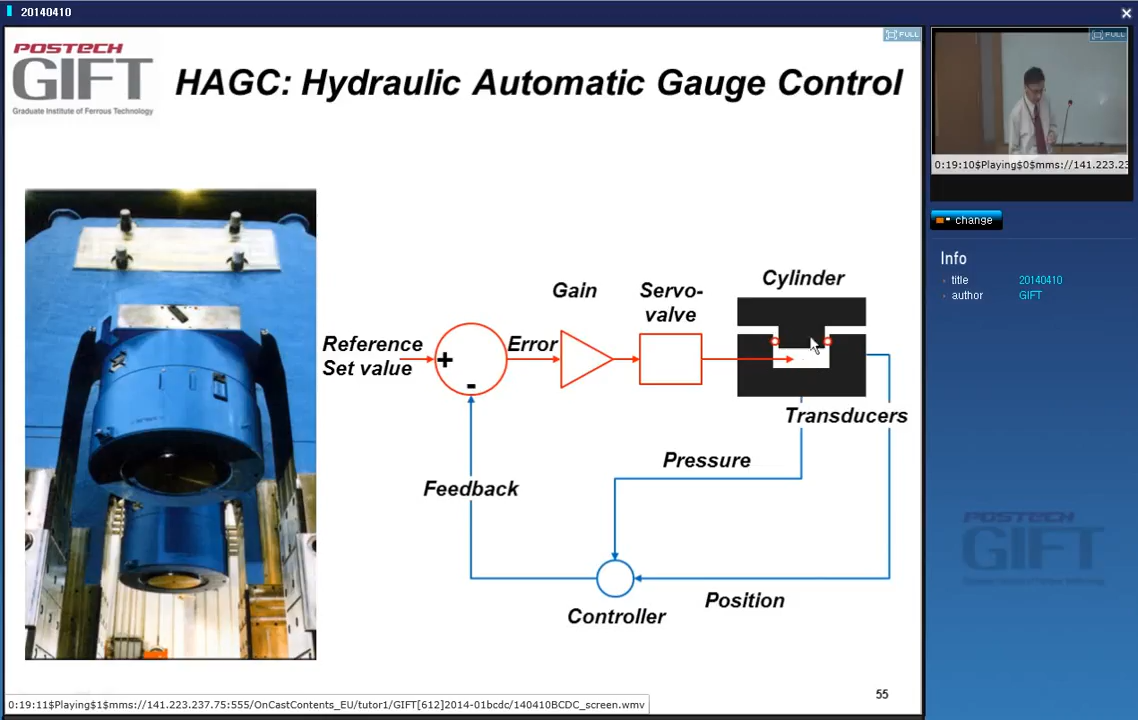 20140410
POSTECH
GIFT
Graduate Institute of Ferrous Technology
HAGC: Hydraulic Automatic Gauge Control
FULL
Cylinder
Gain
Servo-
valve
Reference
Set value
Error
+
-
Transducers
Pressure
Feedback
Position
Controller
55
0:19:11$Playing$1$mms://141.223.237.75:555/OnCastContents_EU/tutor1/GIFT[612]2014-01bcdc/140410BCDC_screen.wmv
FULL
0:19:10$Playing$0$mms://141.223.23
change
Info
title 20140410
author GIFT
POSTECH
GIFT